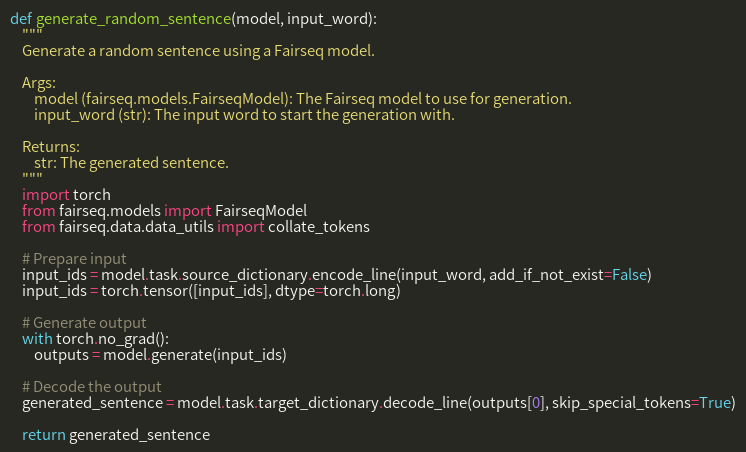 def generate_random_sentence(model, input_word):
    """
    Generate a random sentence using a Fairseq model.

    Args:
        model (fairseq.models.FairseqModel): The Fairseq model to use for generation.
        input_word (str): The input word to start the generation with.

    Returns:
        str: The generated sentence.
    """
    import torch
    from fairseq.models import FairseqModel
    from fairseq.data.data_utils import collate_tokens

    # Prepare input
    input_ids = model.task.source_dictionary.encode_line(input_word, add_if_not_exist=False)
    input_ids = torch.tensor([input_ids], dtype=torch.long)

    # Generate output
    with torch.no_grad():
        outputs = model.generate(input_ids)

    # Decode the output
    generated_sentence = model.task.target_dictionary.decode_line(outputs[0], skip_special_tokens=True)

    return generated_sentence